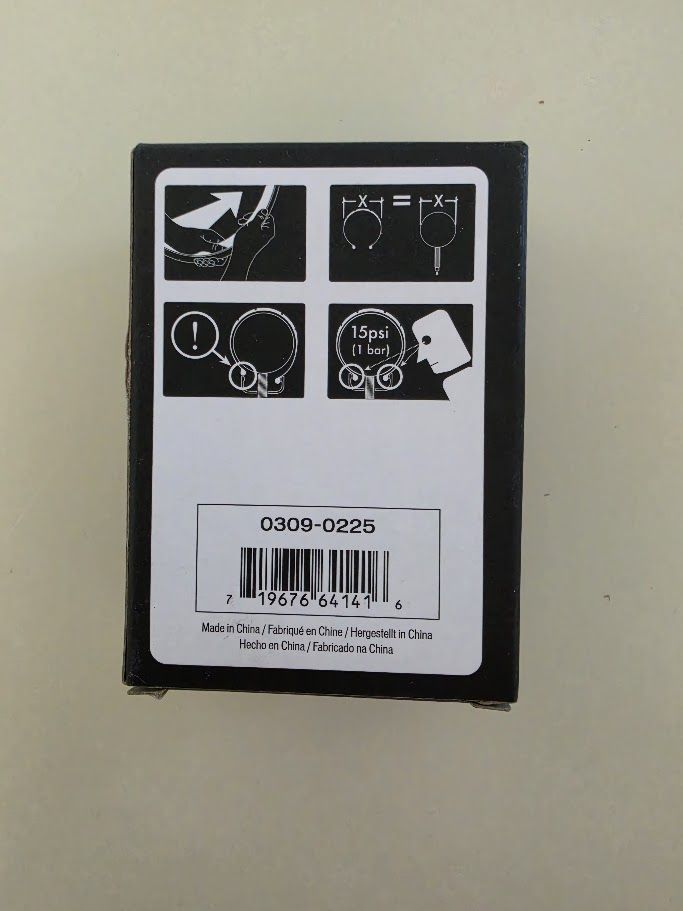 X = X
!
15psi
(1 bar)
0309-0225
7 19676 64141 6
Made in China / Fabriqué en Chine / Hergestellt in China
Hecho en China / Fabricado na China